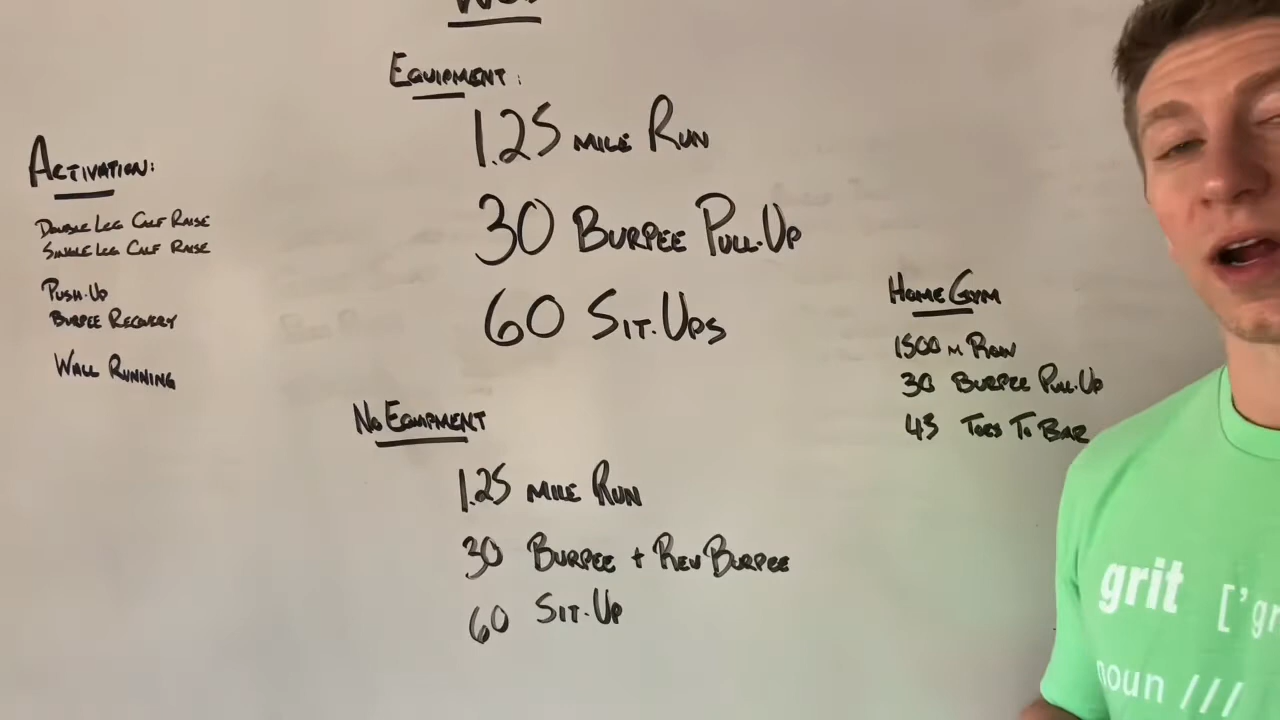 WOD
EQUIPMENT:
1.25 MILE RUN
30 BURPEE PULL-UP
60 SIT-UPS
ACTIVATION:
DOUBLE LEG CALF RAISE
SINGLE LEG CALF RAISE
PUSH-UP
BURPEE RECOVERY
WALL RUNNING
NO EQUIPMENT
1.25 MILE RUN
30 BURPEE + REV BURPEE
60 SIT-UP
HOME GYM
1500 M ROW
30 BURPEE PULL-UP
45 TOES TO BAR
grit ['gr
noun ///